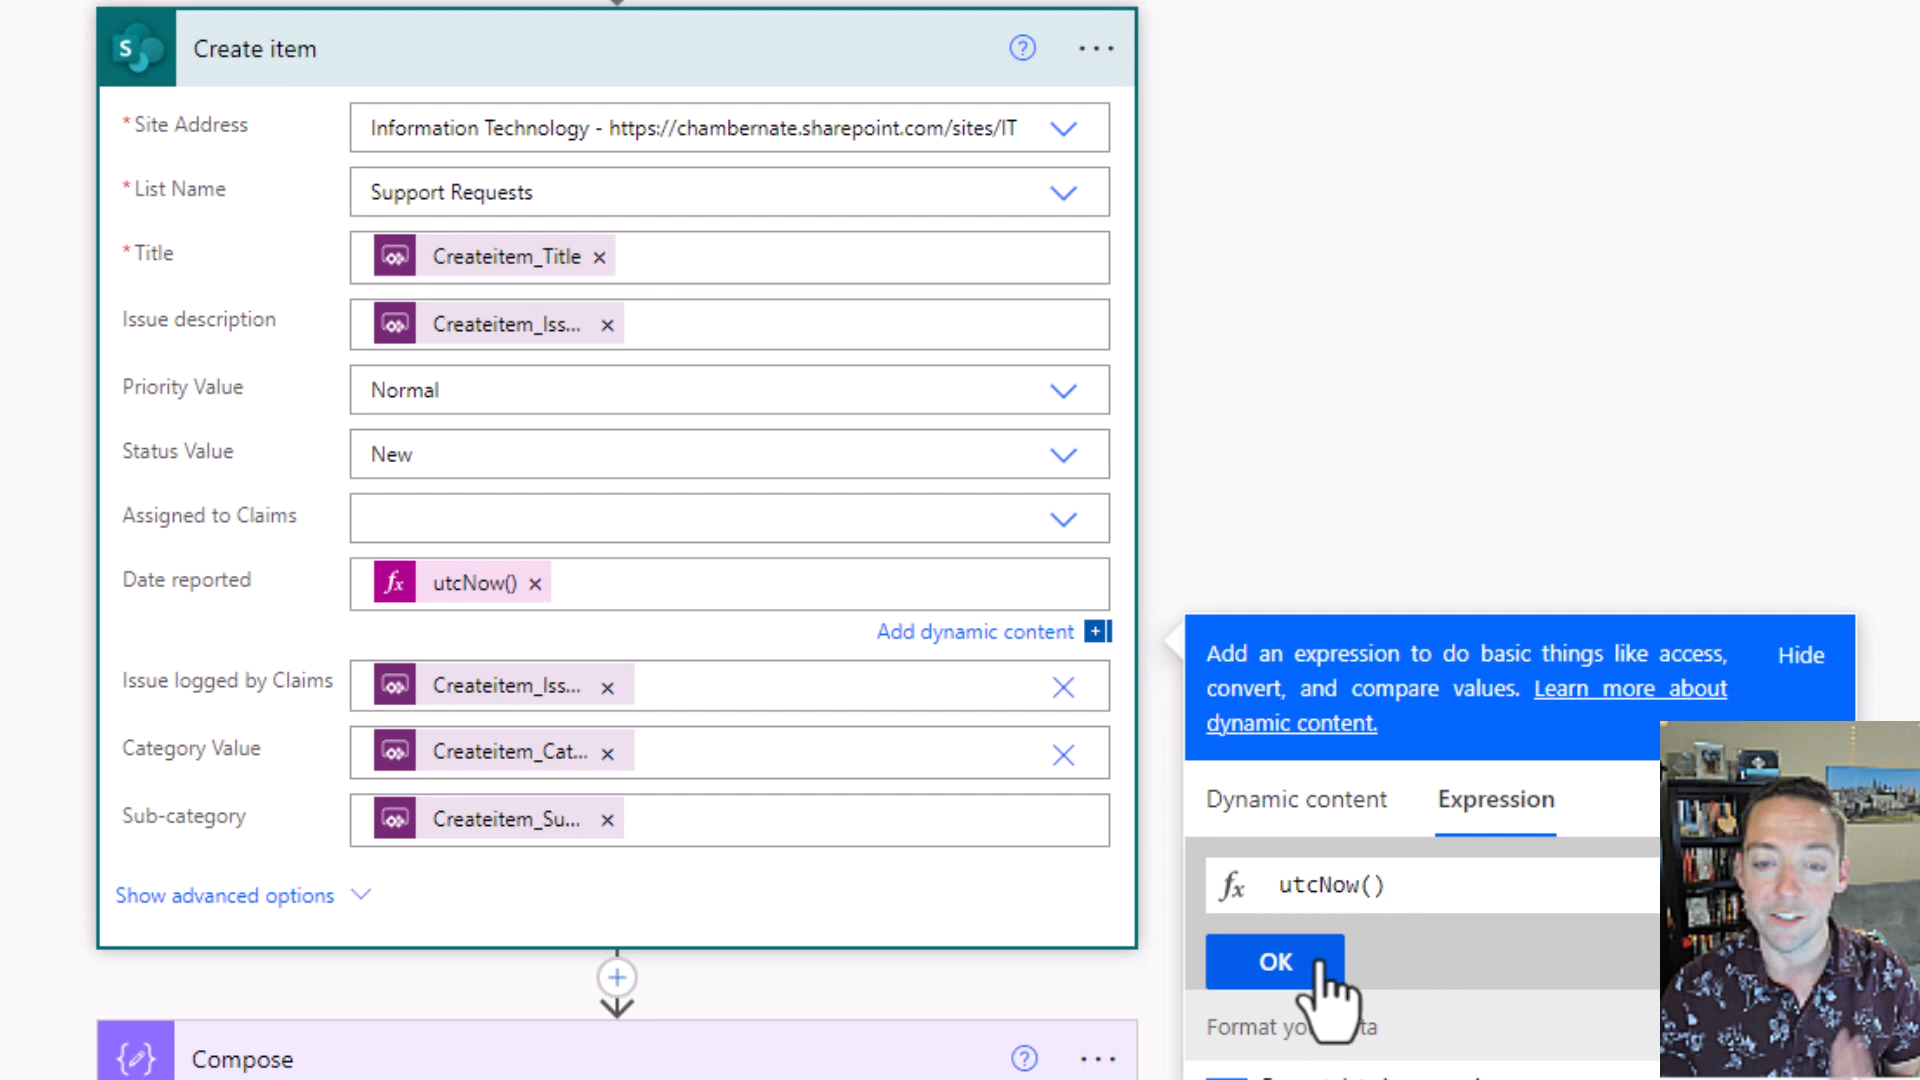 S
Create item
?
* Site Address
Information Technology - https://chambernate.sharepoint.com/sites/IT
* List Name
Support Requests
* Title
Createitem_Title ×
Issue description
Createitem_Iss... ×
Priority Value
Normal
Status Value
New
Assigned to Claims
Date reported
fx utcNow() ×
Add dynamic content +
Issue logged by Claims
Createitem_Iss... ×
Category Value
Createitem_Cat... ×
Sub-category
Createitem_Su... ×
Show advanced options
Compose
?
Add an expression to do basic things like access,
convert, and compare values. Learn more about
dynamic content.
Hide
Dynamic content
Expression
fx utcNow()
OK
Format